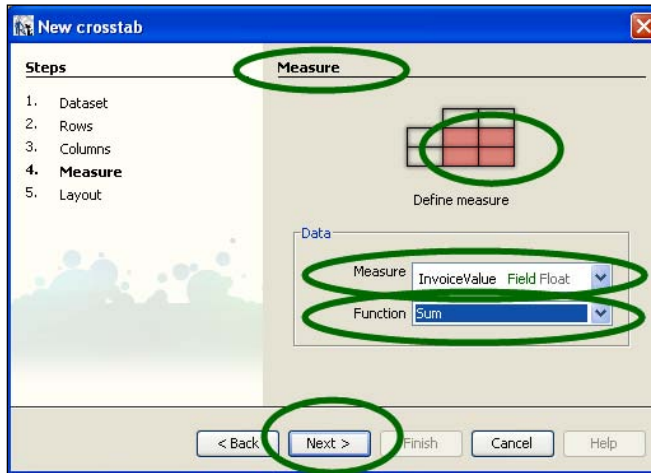 New crosstab
Steps
1. Dataset
2. Rows
3. Columns
4. Measure
5. Layout
Measure
Define measure
Data
Measure InvoiceValue Field Float
Function Sum
< Back Next > Finish Cancel Help